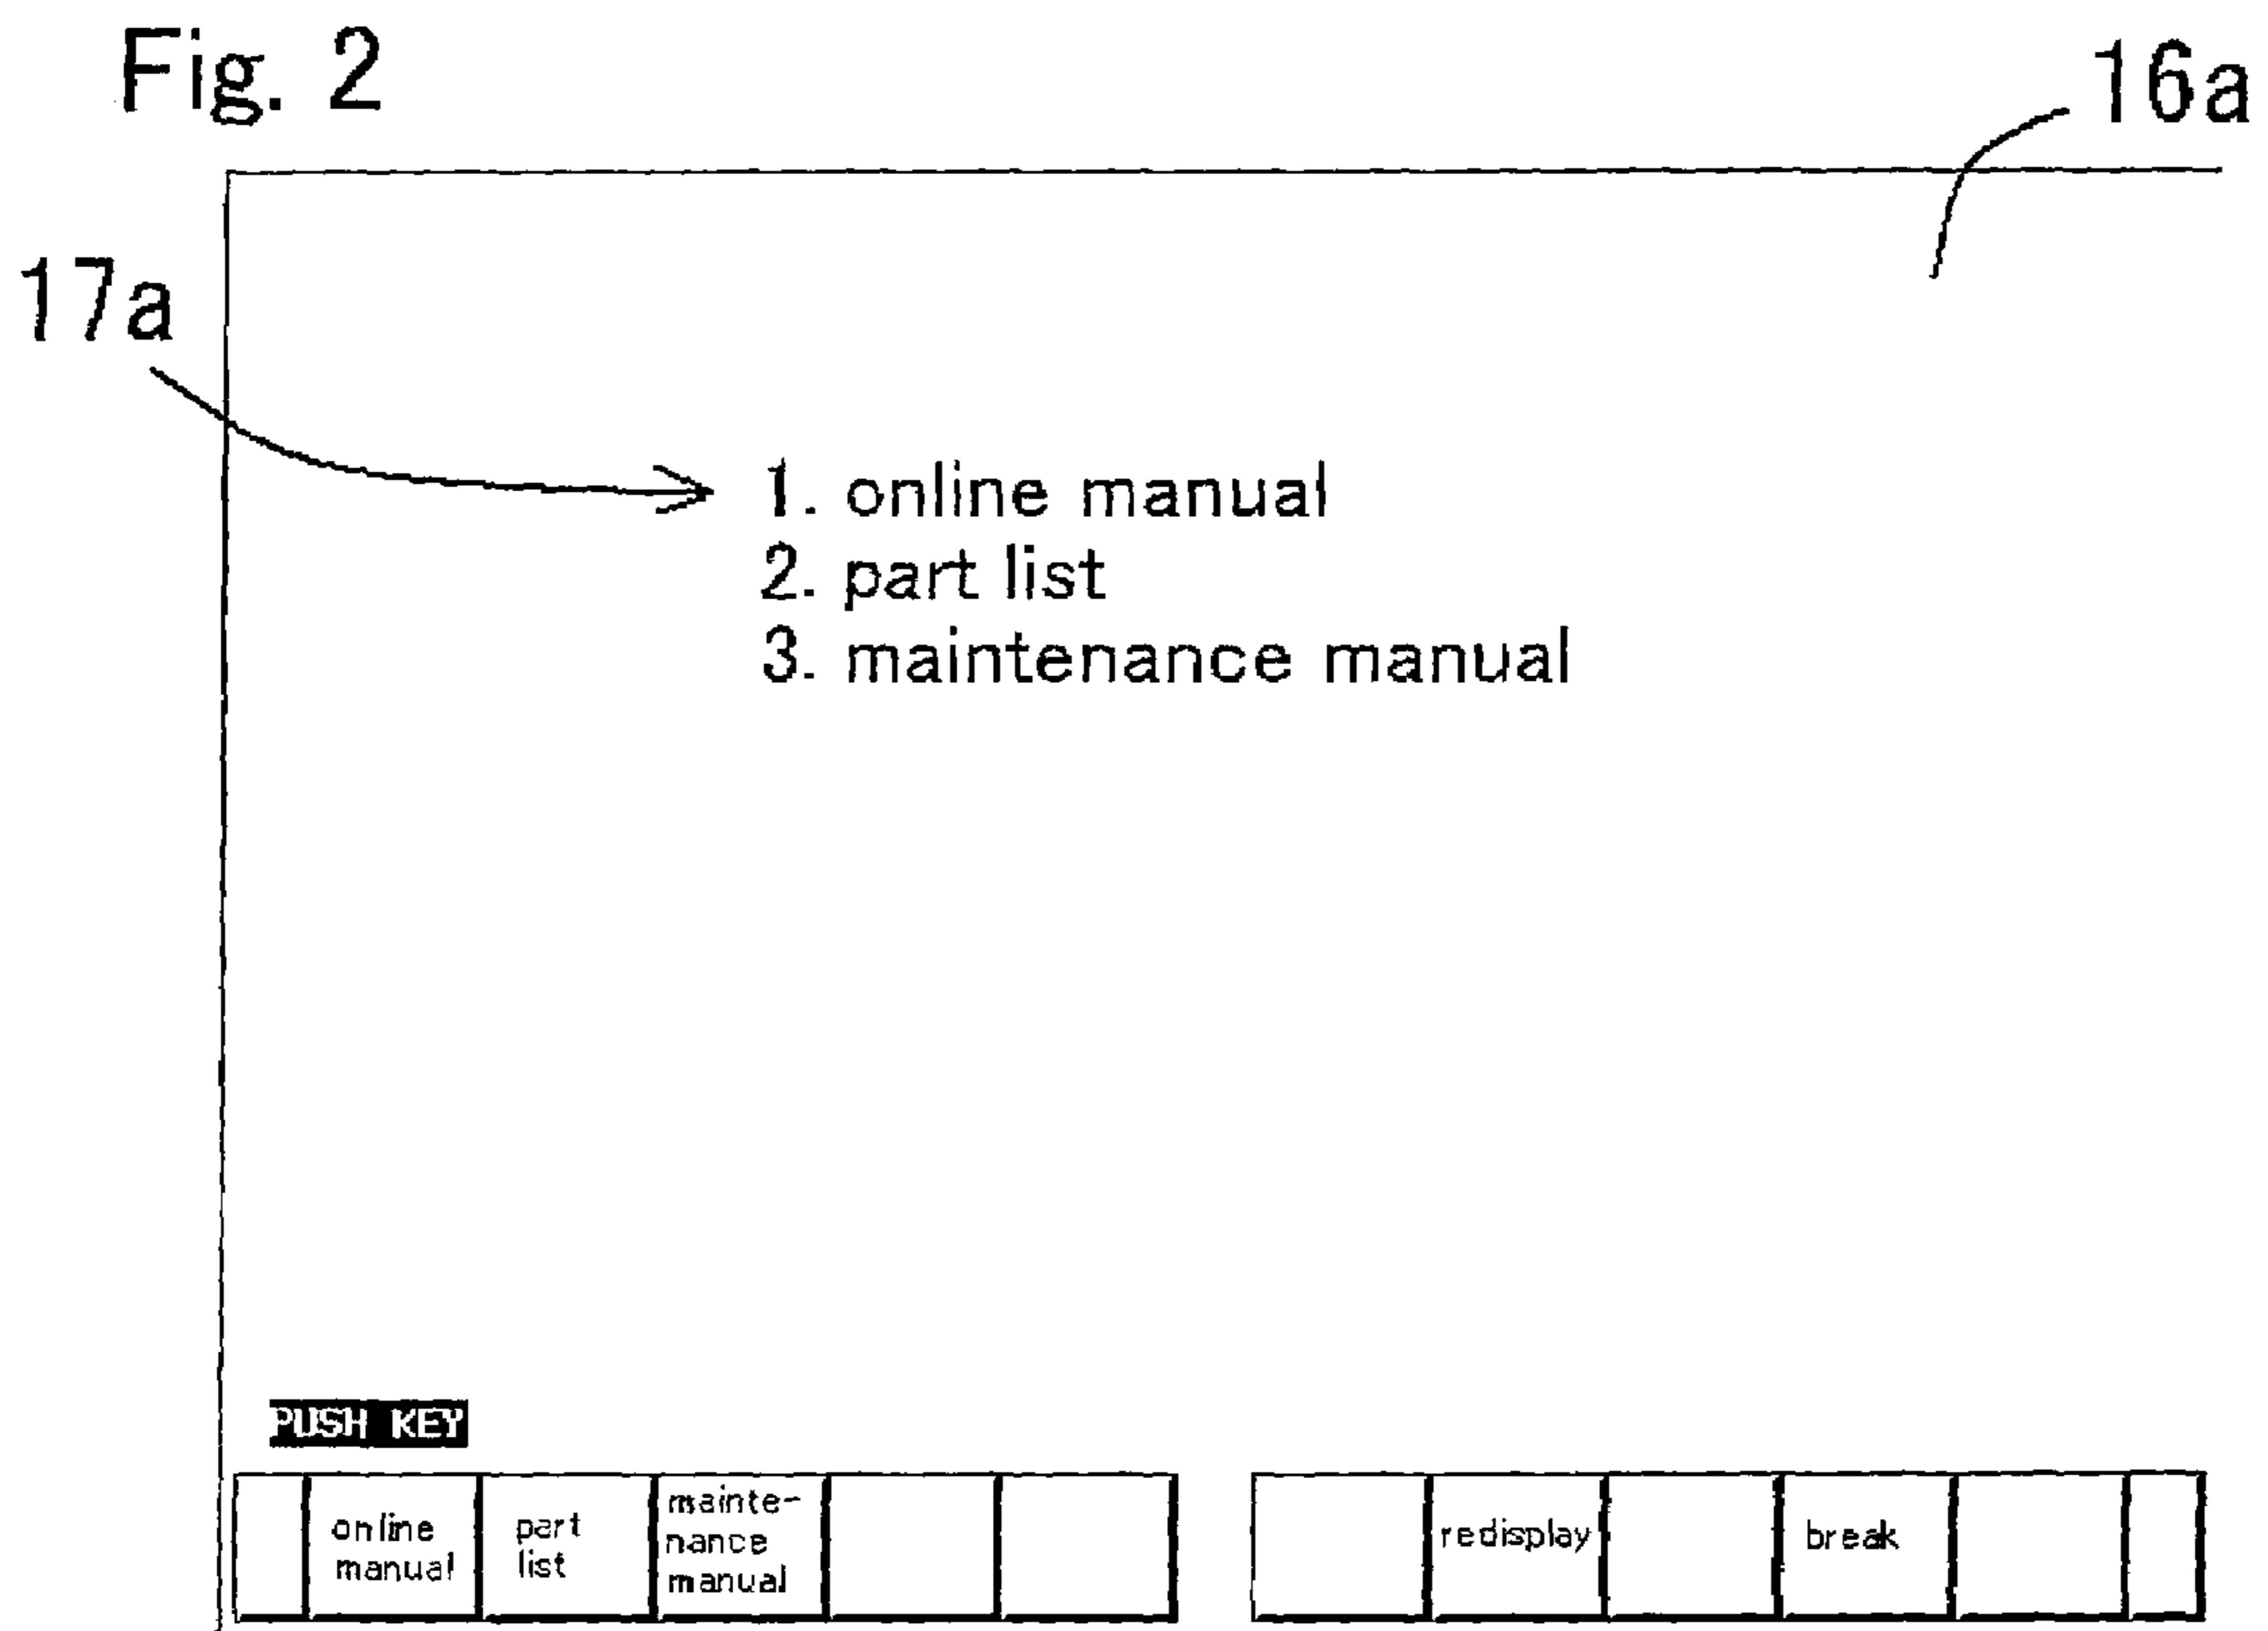 Fig. 2
16a
17a
1. online manual
2. part list
3. maintenance manual
PUSH KEY
online
manual
part
list
mainte-
nance
manual
redisplay
break